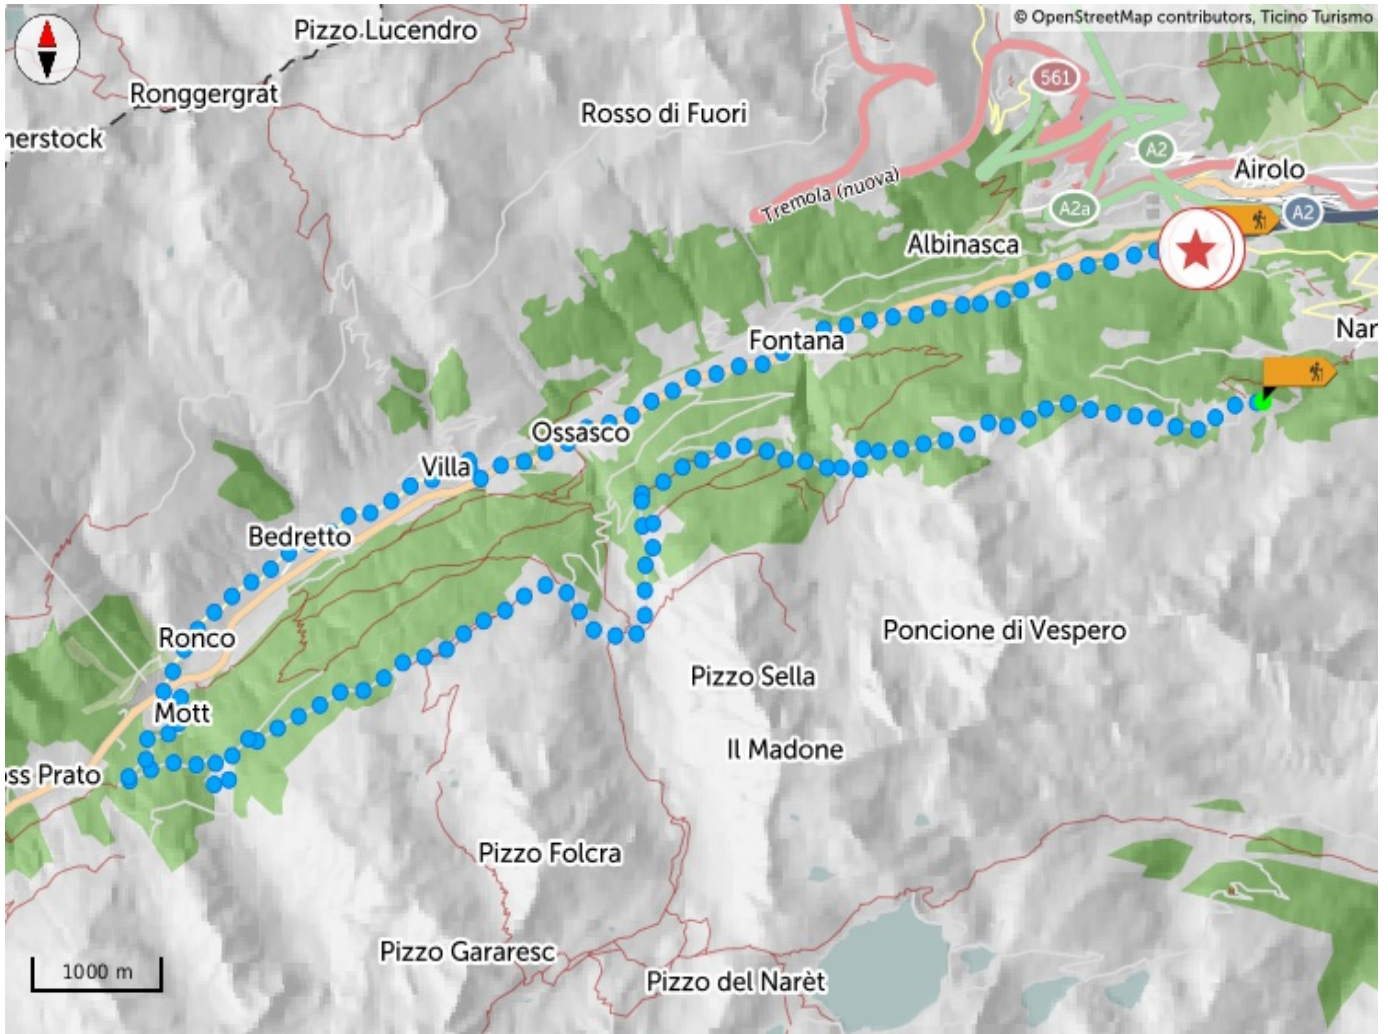 © OpenStreetMap contributors, Ticino Turismo
Pizzo Lucendro
Ronggergrat
nerstock
Rosso di Fuori
561
A2
Airolo
Tremola (nuova)
A2a
A2
Albinasca
Fontana
Nar
Ossasco
Villa
Bedretto
Ronco
Poncione di Vespero
Pizzo Sella
Mott
Il Madone
oss Prato
Pizzo Folcra
Pizzo Gararesc
1000 m
Pizzo del Narèt